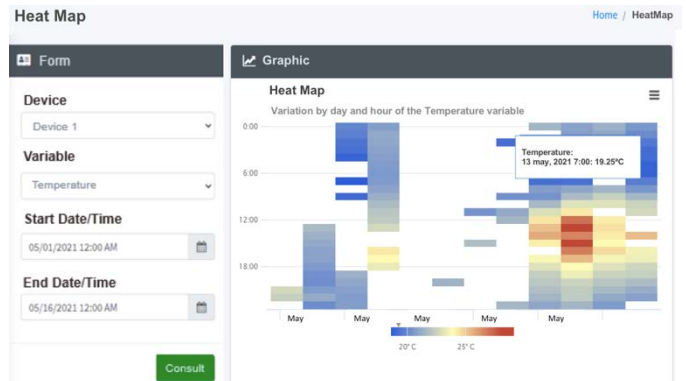 Heat Map
Home / HeatMap
Form
Device
Device 1
Variable
Temperature
Start Date/Time
05/01/2021 12:00 AM
End Date/Time
05/16/2021 12:00 AM
Consult
Graphic
Heat Map
Variation by day and hour of the Temperature variable
0:00
6:00
12:00
18:00
Temperature:
13 may, 2021 7:00: 19.25ºC
May May May May May
20° C 25° C